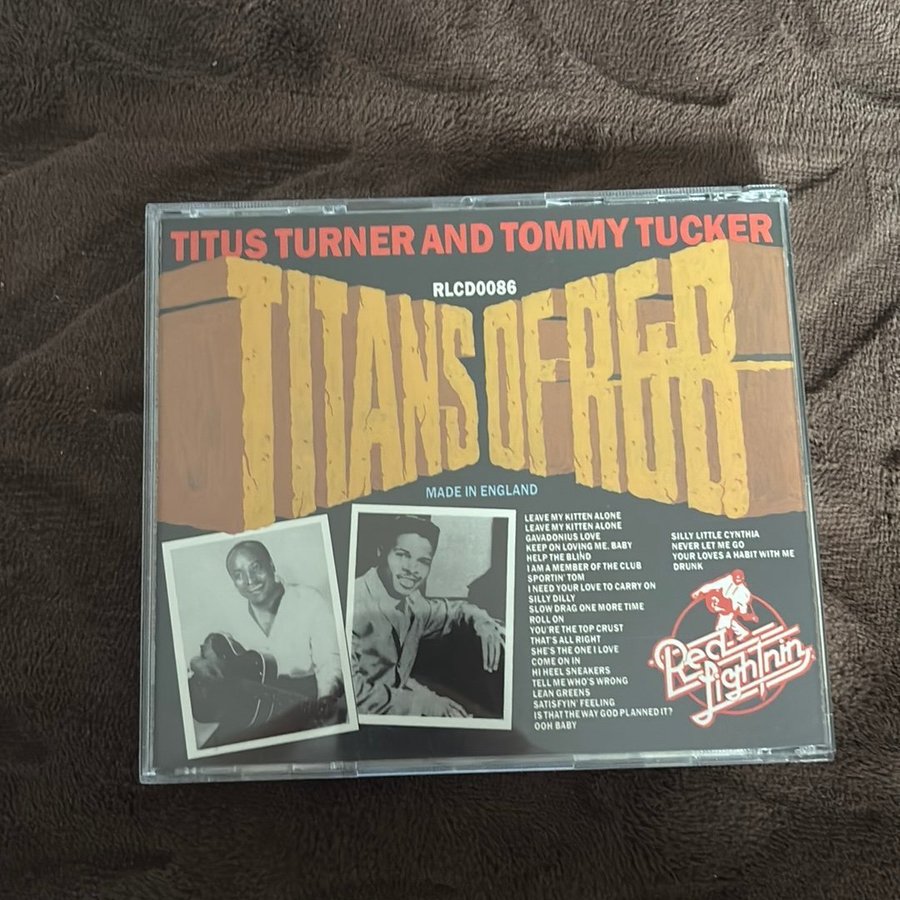 TITUS TURNER AND TOMMY TUCKER
RLCD0086
TITANS OF R&B
MADE IN ENGLAND
LEAVE MY KITTEN ALONE
LEAVE MY KITTEN ALONE
GAVADONIUS LOVE
KEEP ON LOVING ME, BABY
HELP THE BLIND
I AM A MEMBER OF THE CLUB
SPORTIN' TOM
I NEED YOUR LOVE TO CARRY ON
SILLY DILLY
SLOW DRAG ONE MORE TIME
ROLL ON
YOU'RE THE TOP CRUST
THAT'S ALL RIGHT
SHE'S THE ONE I LOVE
COME ON IN
HI HEEL SNEAKERS
TELL ME WHO'S WRONG
LEAN GREENS
SATISFYIN' FEELING
IS THAT THE WAY GOD PLANNED IT?
OOH BABY
SILLY LITTLE CYNTHIA
NEVER LET ME GO
YOUR LOVES A HABIT WITH ME
DRUNK
Red
Lightnin